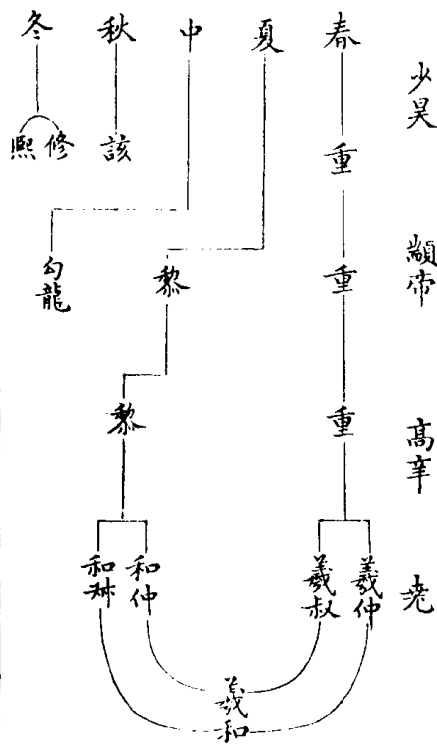 少昊
顓帝
高辛
堯
春
夏
中
秋
冬
重
該
修
熙
重
黎
勾龍
重
黎
羲仲
羲叔
和仲
和叔
羲和